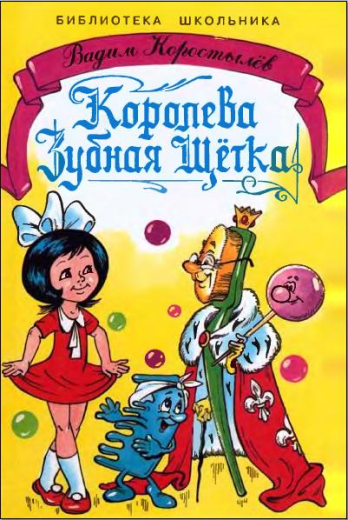 БИБЛИОТЕКА ШКОЛЬНИКА
Вадим Коростылёв
Королева
Зубная Щётка